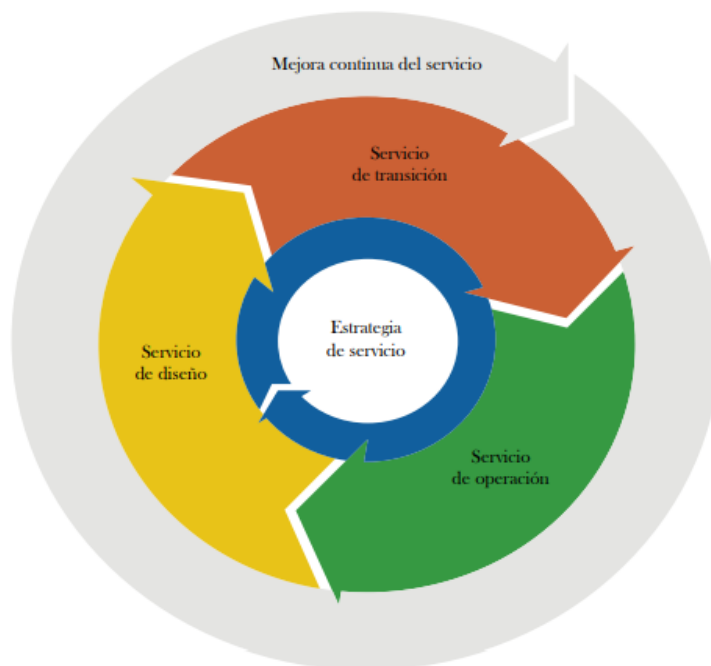 Mejora continua del servicio
Servicio
de transición
Estrategia
de servicio
Servicio
de diseño
Servicio
de operación